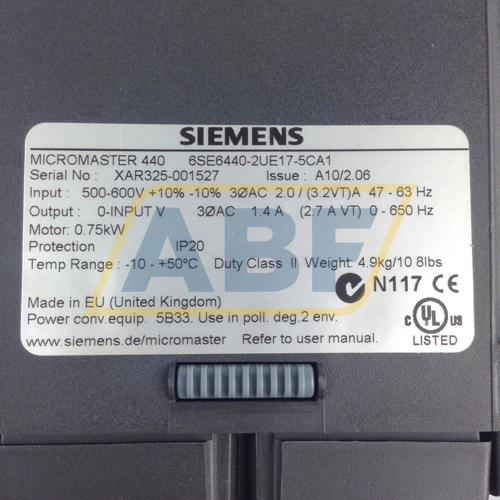 SIEMENS
MICROMASTER 440 6SE6440-2UE17-5CA1
Serial No : XAR325-001527 Issue : A10/2.06
Input : 500-600V +10% -10% 3ØAC 2.0 / (3.2VT)A 47 - 63 Hz
Output : 0-INPUT V 3ØAC 1.4 A (2.7 A VT) 0 - 650 Hz
Motor: 0.75kW
Protection IP20
Temp Range : -10 - +50°C Duty Class II Weight: 4.9kg/10.8lbs
N117 CE
Made in EU (United Kingdom)
Power conv.equip. 5B33. Use in poll. deg.2 env.
www.siemens.de/micromaster Refer to user manual.
C UL US
LISTED
ABF